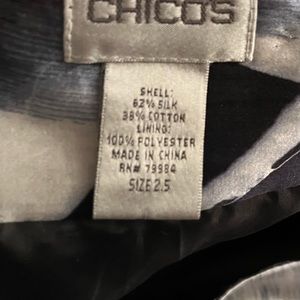 CHICO'S
SHELL:
62% SILK
38% COTTON
LINING:
100% POLYESTER
MADE IN CHINA
RN# 79984
SIZE 2.5